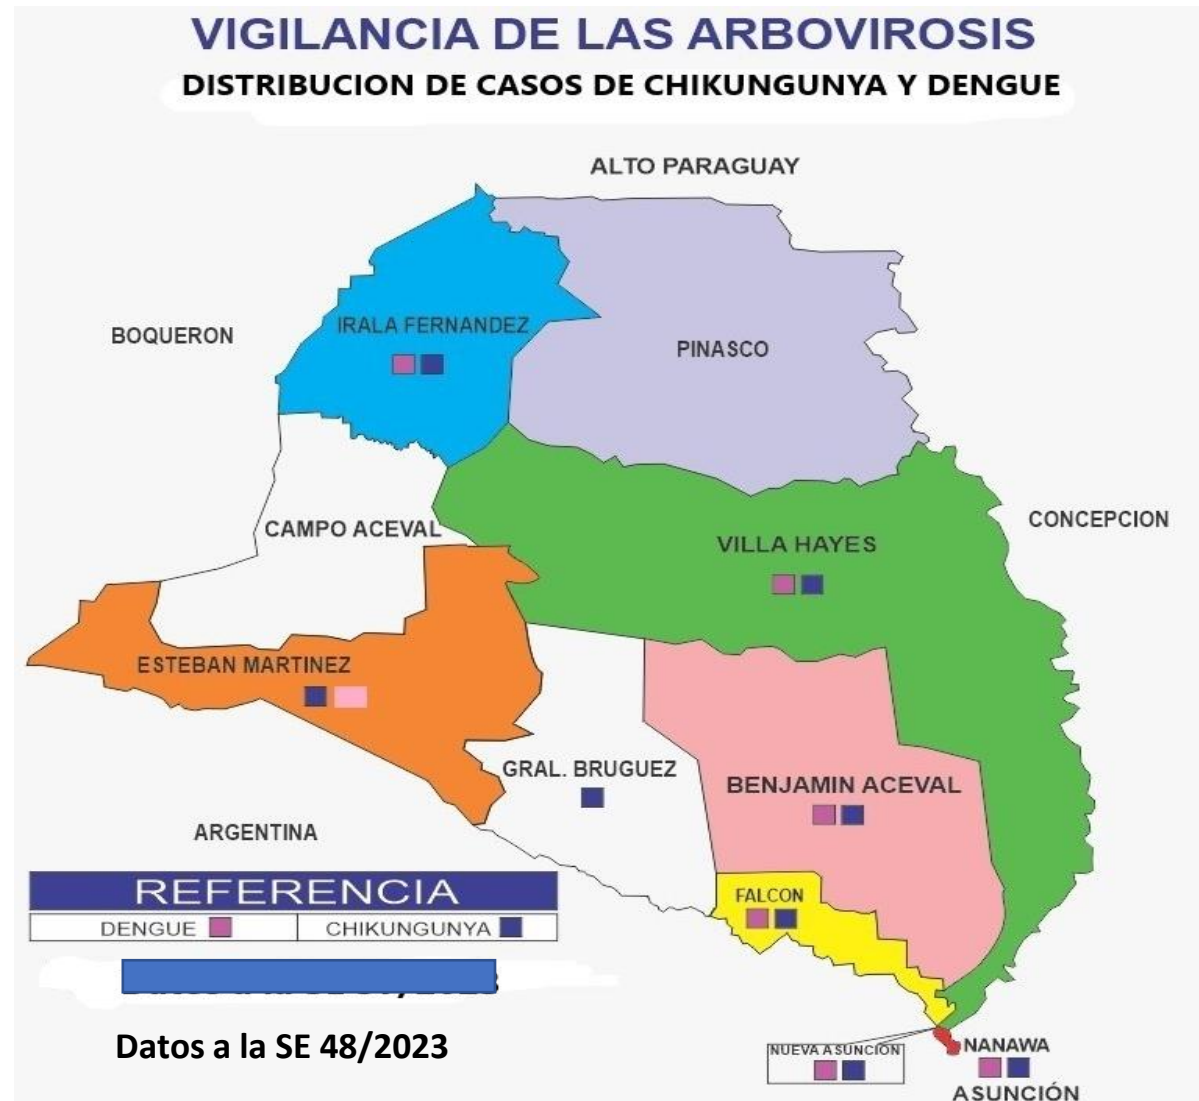 VIGILANCIA DE LAS ARBOVIROSIS
DISTRIBUCION DE CASOS DE CHIKUNGUNYA Y DENGUE
ALTO PARAGUAY
BOQUERON
IRALA FERNANDEZ
PINASCO
CAMPO ACEVAL
CONCEPCION
VILLA HAYES
ESTEBAN MARTINEZ
GRAL. BRUGUEZ
BENJAMIN ACEVAL
ARGENTINA
REFERENCIA
DENGUE
CHIKUNGUNYA
FALCON
Datos a la SE 48/2023
NUEVA ASUNCION
NANAWA
ASUNCIÓN